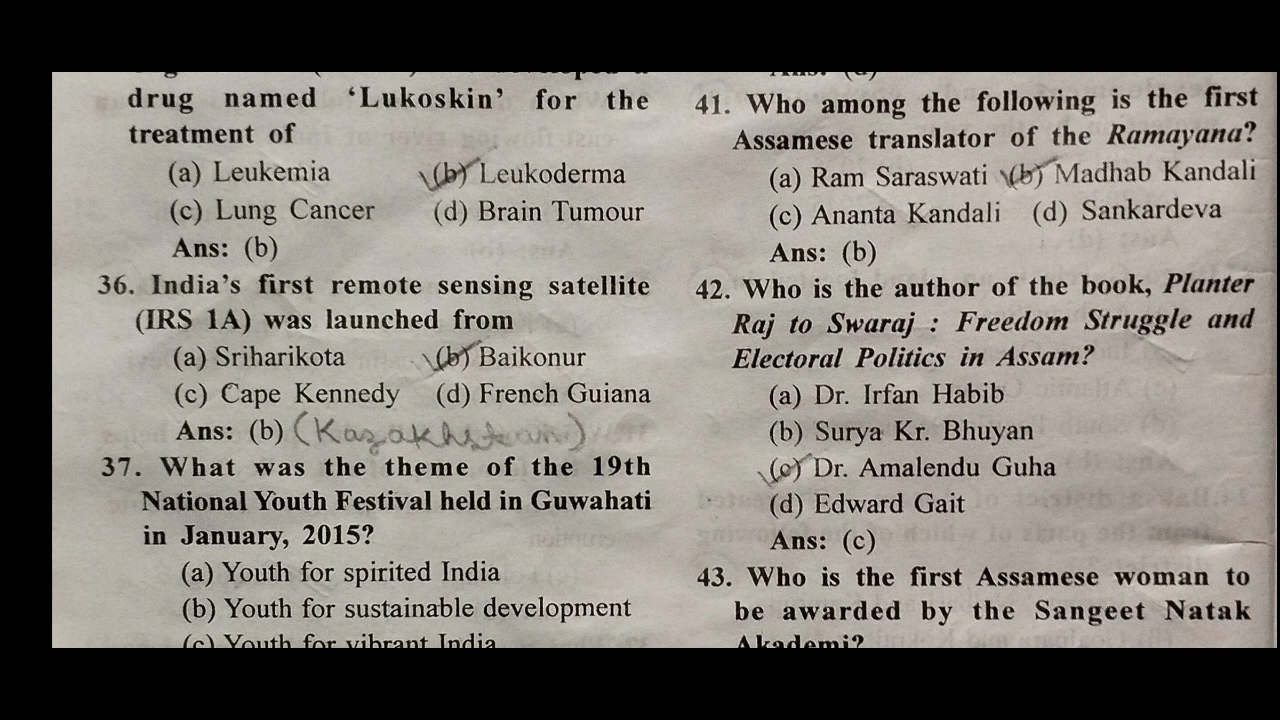 drug named ‘Lukoskin’ for the
treatment of
(a) Leukemia (b) Leukoderma
(c) Lung Cancer (d) Brain Tumour
Ans: (b)
36. India’s first remote sensing satellite
(IRS 1A) was launched from
(a) Sriharikota (b) Baikonur
(c) Cape Kennedy (d) French Guiana
Ans: (b) (Kazakhstan)
37. What was the theme of the 19th
National Youth Festival held in Guwahati
in January, 2015?
(a) Youth for spirited India
(b) Youth for sustainable development
(c) Youth for vibrant India
41. Who among the following is the first
Assamese translator of the Ramayana?
(a) Ram Saraswati (b) Madhab Kandali
(c) Ananta Kandali (d) Sankardeva
Ans: (b)
42. Who is the author of the book, Planter
Raj to Swaraj : Freedom Struggle and
Electoral Politics in Assam?
(a) Dr. Irfan Habib
(b) Surya Kr. Bhuyan
(c) Dr. Amalendu Guha
(d) Edward Gait
Ans: (c)
43. Who is the first Assamese woman to
be awarded by the Sangeet Natak
Akademi?